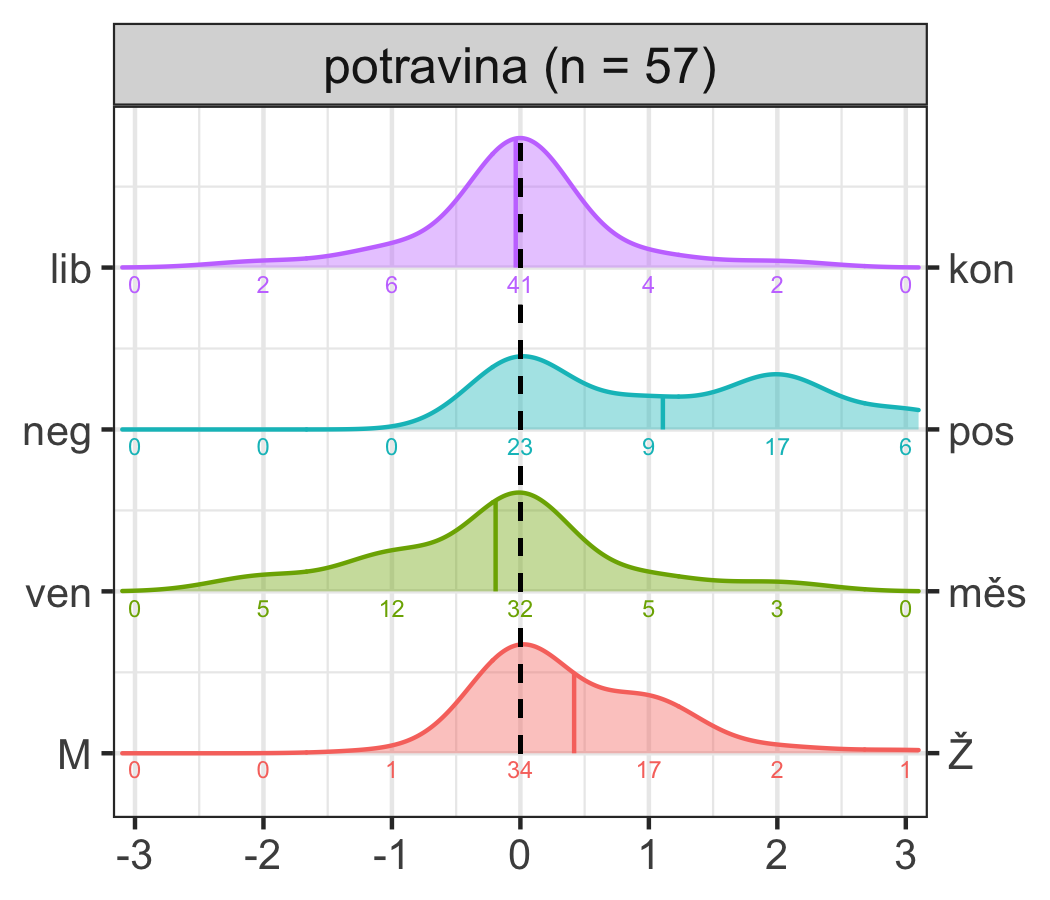 potravina (n = 57)
lib kon
0 2 6 41 4 2 0
neg pos
0 0 0 23 9 17 6
ven měs
0 5 12 32 5 3 0
M Ž
0 0 1 34 17 2 1
-3 -2 -1 0 1 2 3